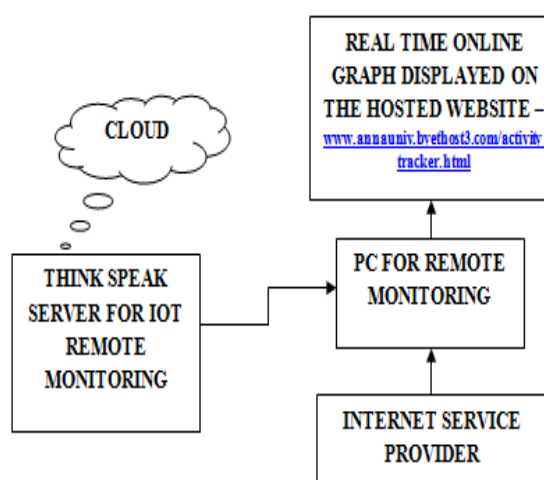 REAL TIME ONLINE
GRAPH DISPLAYED ON
THE HOSTED WEBSITE –
www.annauniv.byethost3.com/activity
tracker.html
CLOUD
THINK SPEAK
SERVER FOR IOT
REMOTE
MONITORING
PC FOR REMOTE
MONITORING
INTERNET SERVICE
PROVIDER